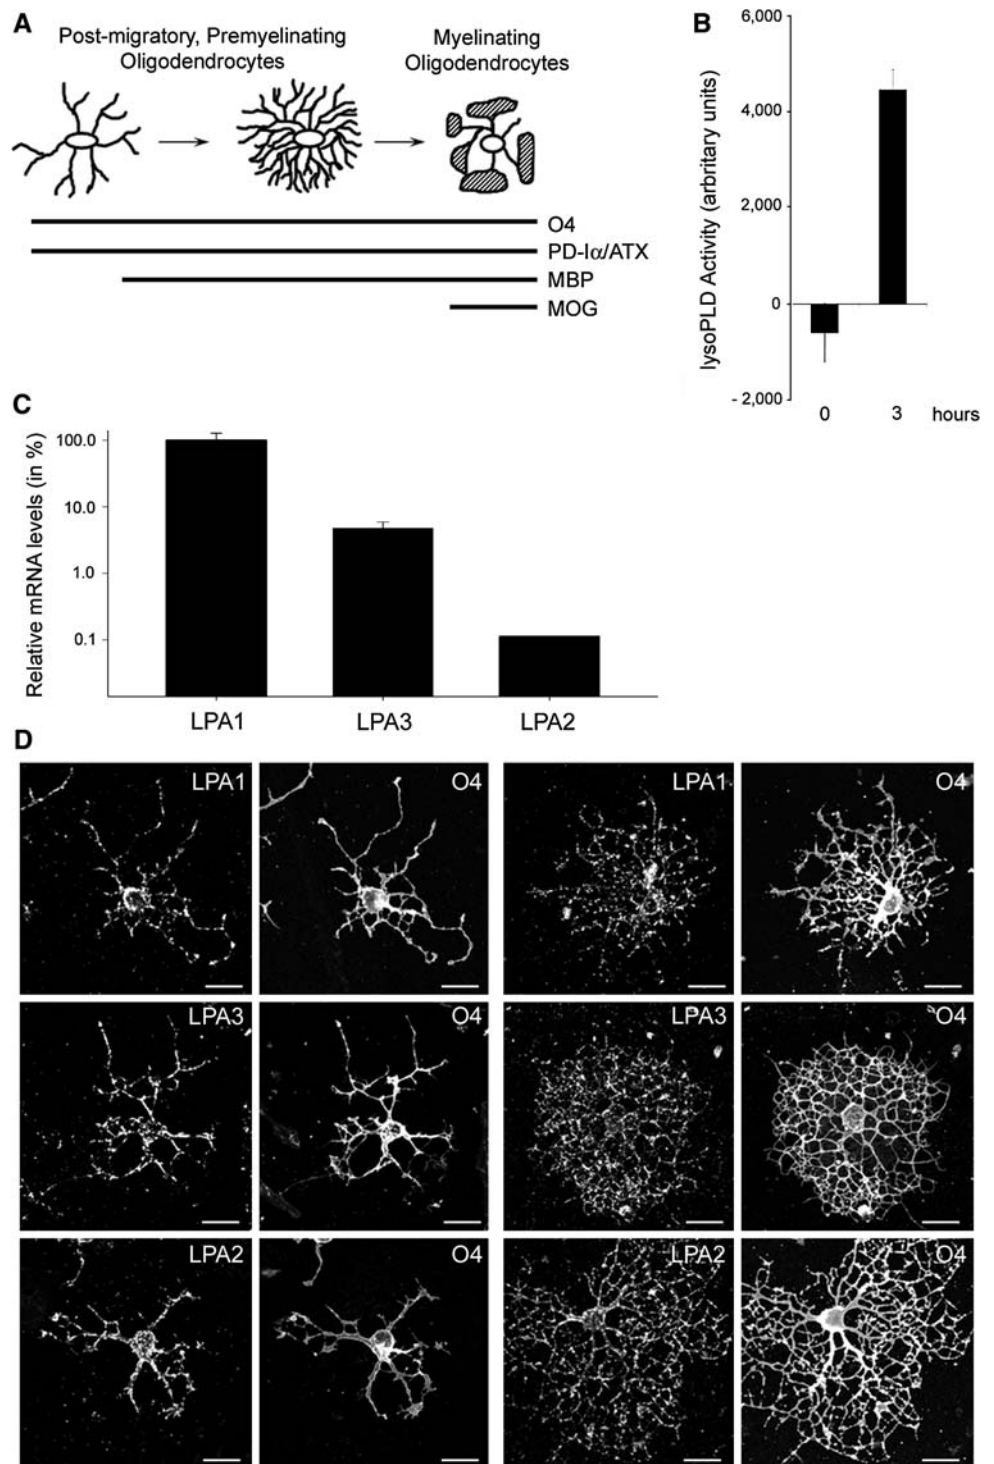 A
Post-migratory, Premyelinating
Oligodendrocytes
Myelinating
Oligodendrocytes
O4
PD-Iα/ATX
MBP
MOG
B
lysoPLD Activity (arbritary units)
6,000
4,000
2,000
0
- 2,000
0 3 hours
C
Relative mRNA levels (in %)
100.0
10.0
1.0
0.1
LPA1 LPA3 LPA2
D
LPA1 O4 LPA1 O4
LPA3 O4 LPA3 O4
LPA2 O4 LPA2 O4